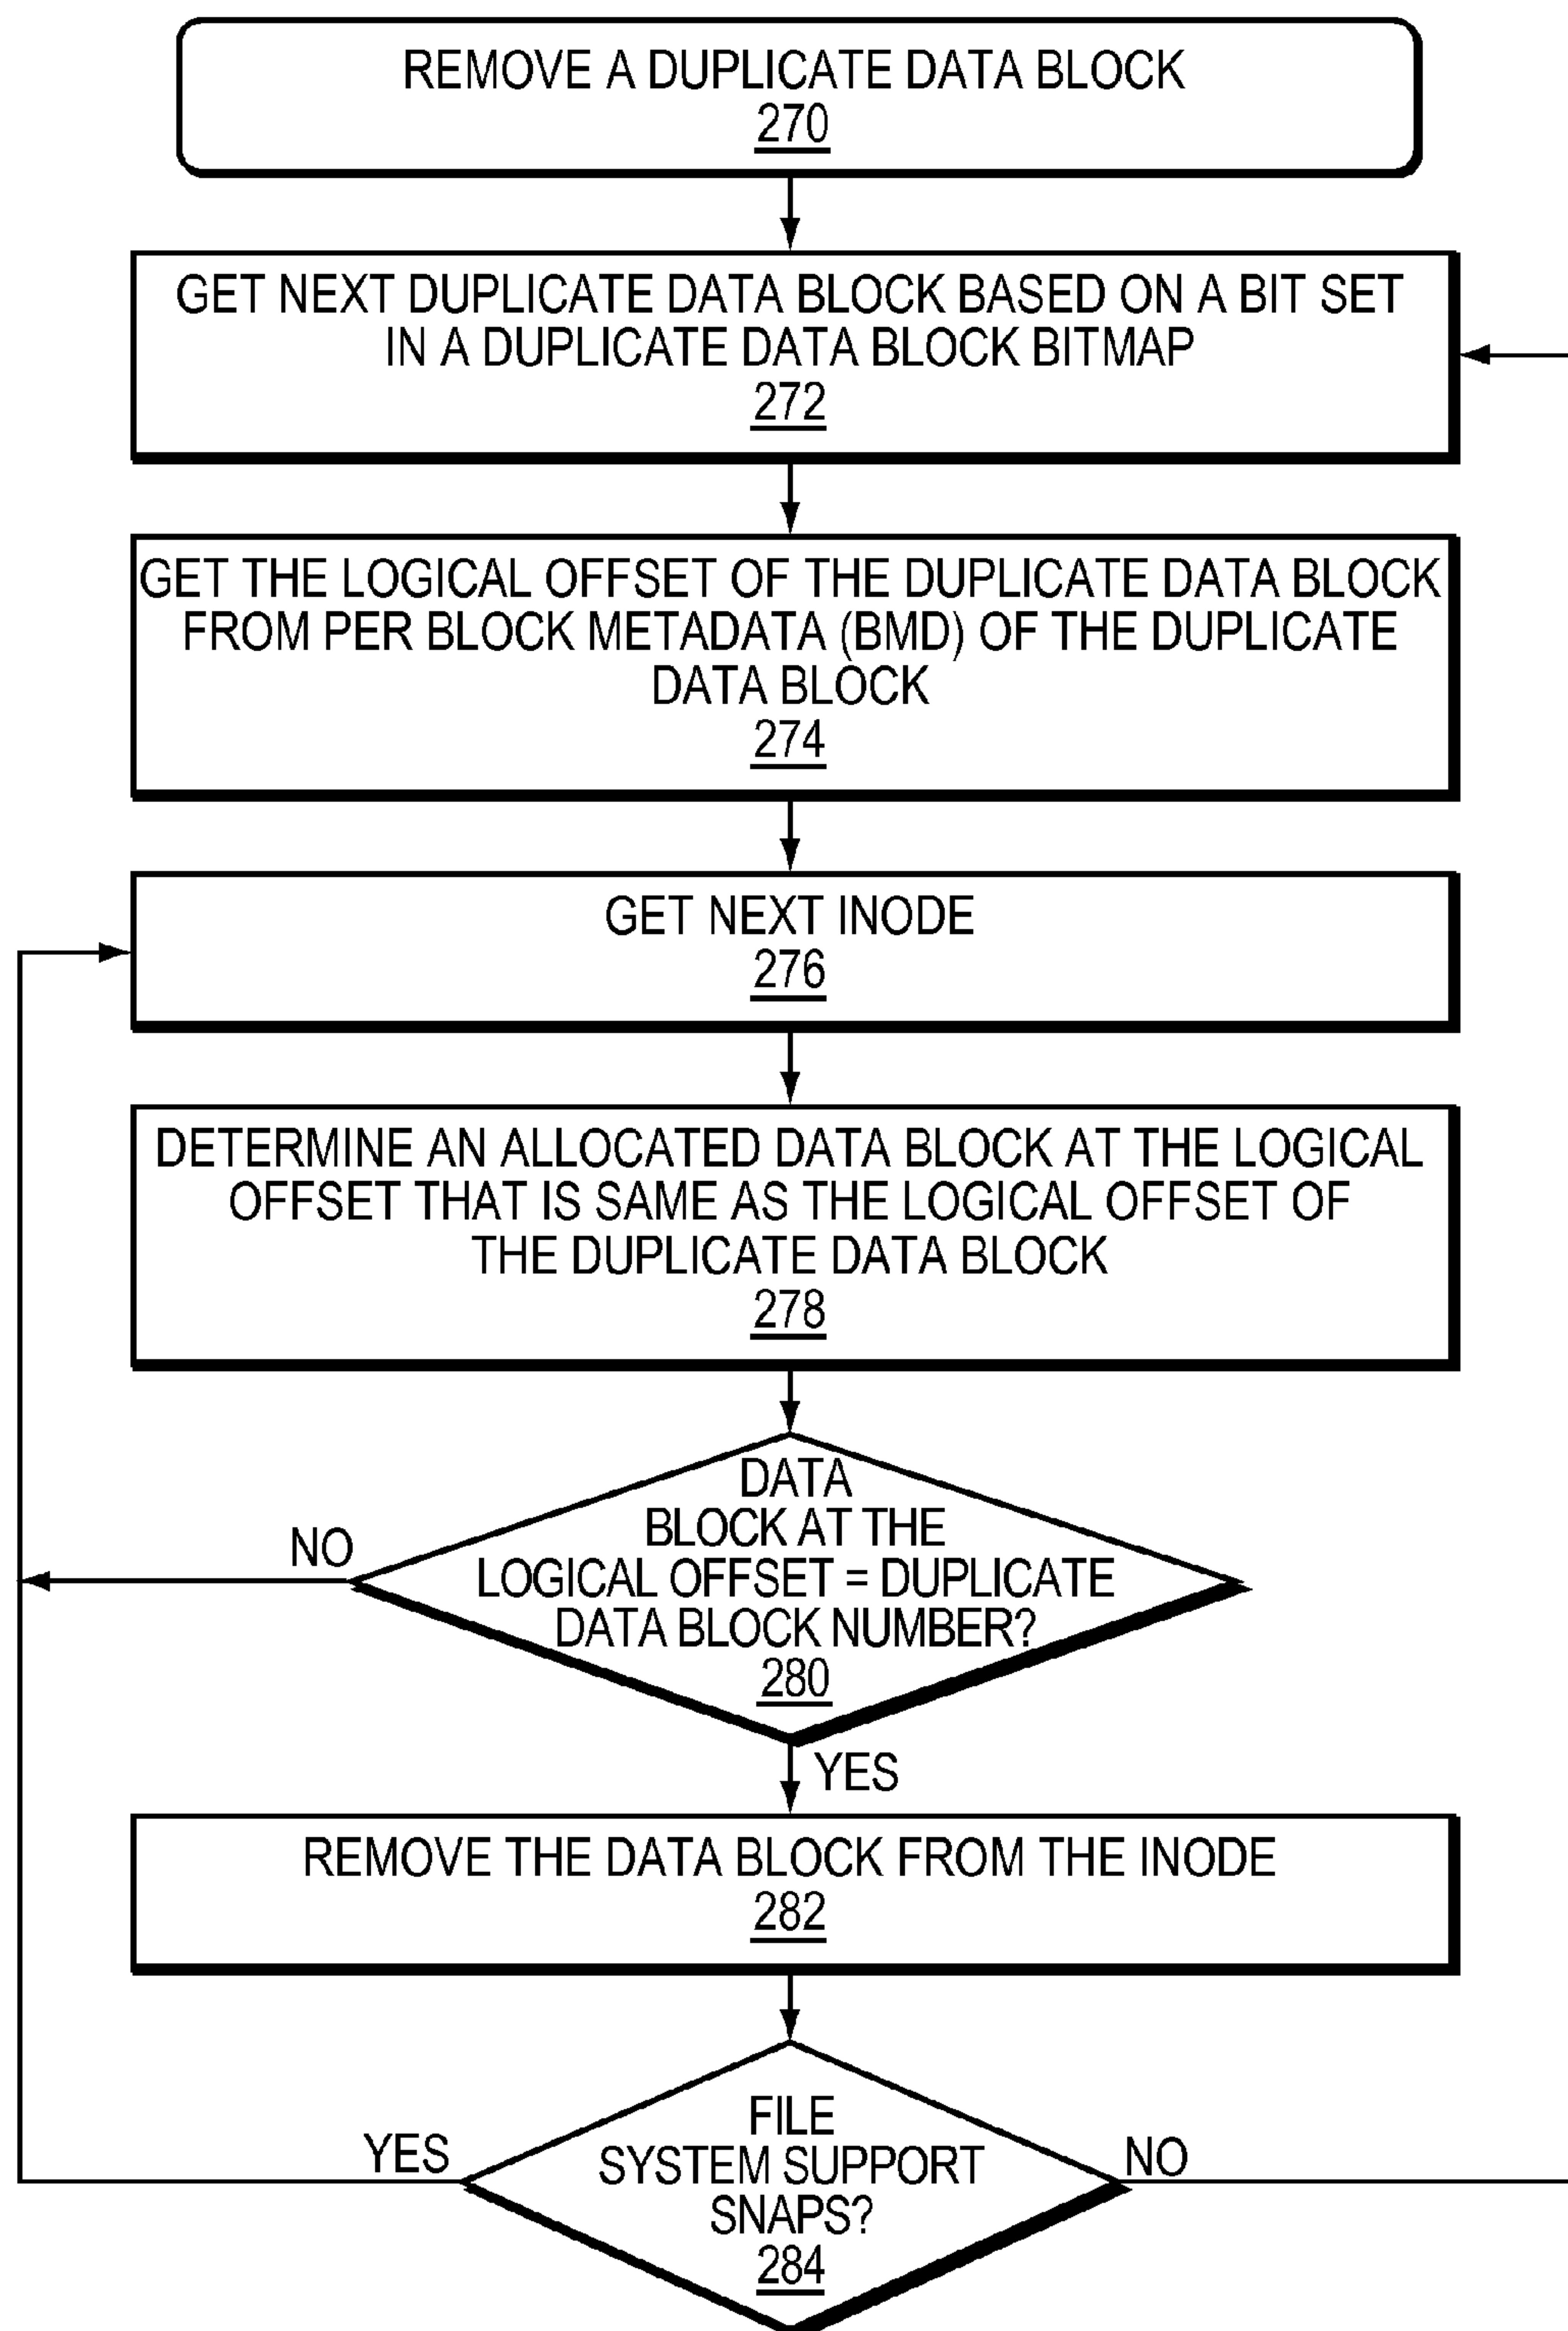 REMOVE A DUPLICATE DATA BLOCK
270
GET NEXT DUPLICATE DATA BLOCK BASED ON A BIT SET
IN A DUPLICATE DATA BLOCK BITMAP
272
GET THE LOGICAL OFFSET OF THE DUPLICATE DATA BLOCK
FROM PER BLOCK METADATA (BMD) OF THE DUPLICATE
DATA BLOCK
274
GET NEXT INODE
276
DETERMINE AN ALLOCATED DATA BLOCK AT THE LOGICAL
OFFSET THAT IS SAME AS THE LOGICAL OFFSET OF
THE DUPLICATE DATA BLOCK
278
DATA
BLOCK AT THE
LOGICAL OFFSET = DUPLICATE
DATA BLOCK NUMBER?
280
NO
YES
REMOVE THE DATA BLOCK FROM THE INODE
282
FILE
SYSTEM SUPPORT
SNAPS?
284
YES
NO